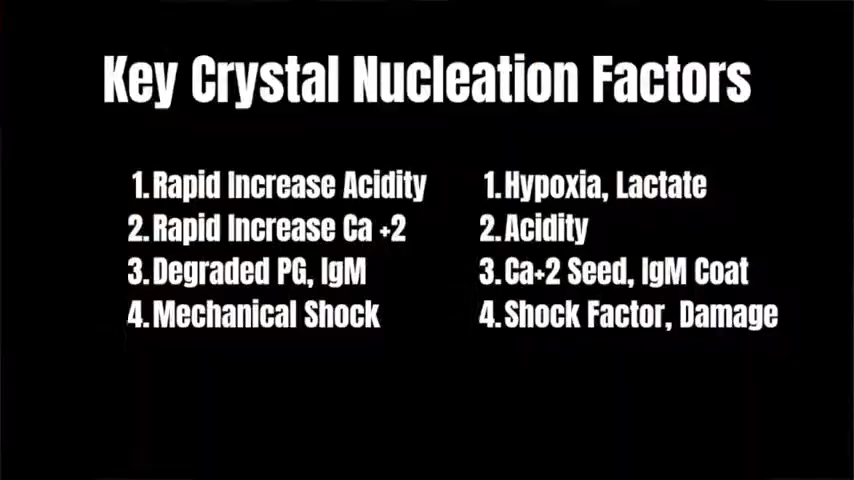 Key Crystal Nucleation Factors
1. Rapid Increase Acidity
2. Rapid Increase Ca +2
3. Degraded PG, IgM
4. Mechanical Shock
1. Hypoxia, Lactate
2. Acidity
3. Ca+2 Seed, IgM Coat
4. Shock Factor, Damage